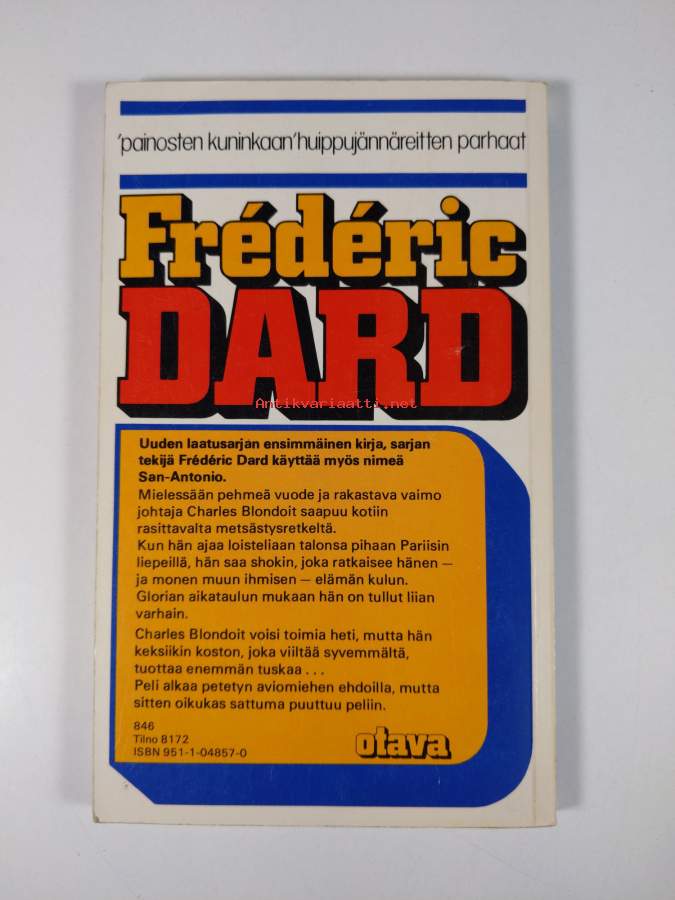 'painosten kuninkaan' huippujännäreitten parhaat
Frédéric
DARD
Antikvariaatti.net
Uuden laatusarjan ensimmäinen kirja, sarjan
tekijä Frédéric Dard käyttää myös nimeä
San-Antonio.
Mielessään pehmeä vuode ja rakastava vaimo
johtaja Charles Blondoit saapuu kotiin
rasittavalta metsästysretkeltä.
Kun hän ajaa loisteliaan talonsa pihaan Pariisin
liepeillä, hän saa shokin, joka ratkaisee hänen —
ja monen muun ihmisen — elämän kulun.
Glorian aikataulun mukaan hän on tullut liian
varhain.
Charles Blondoit voisi toimia heti, mutta hän
keksiikin koston, joka viiltää syvemmältä,
tuottaa enemmän tuskaa . . .
Peli alkaa petetyn aviomiehen ehdoilla, mutta
sitten oikukas sattuma puuttuu peliin.
846
Tilno 8172
ISBN 951-1-04857-0
otava